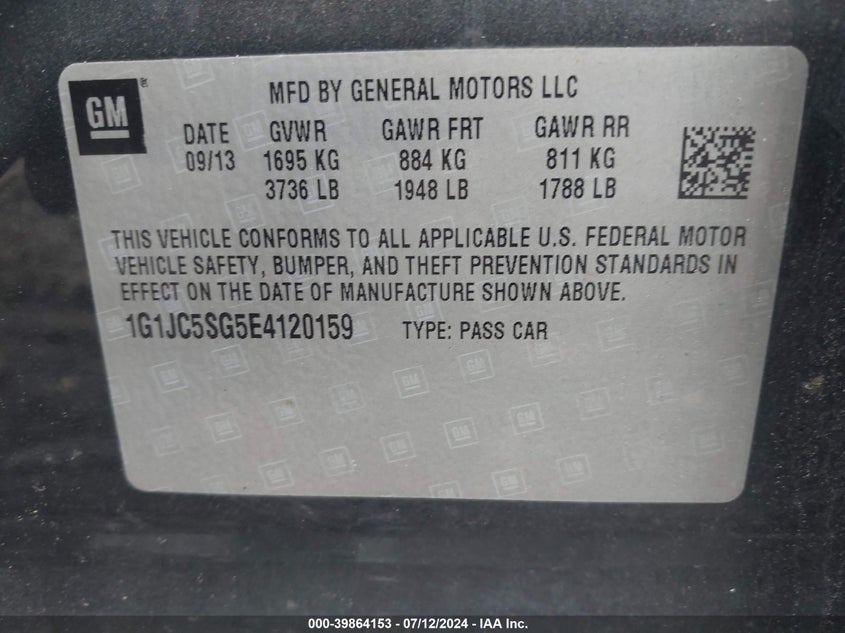 GM
MFD BY GENERAL MOTORS LLC
DATE GVWR GAWR FRT GAWR RR
09/13 1695 KG 884 KG 811 KG
3736 LB 1948 LB 1788 LB
THIS VEHICLE CONFORMS TO ALL APPLICABLE U.S. FEDERAL MOTOR
VEHICLE SAFETY, BUMPER, AND THEFT PREVENTION STANDARDS IN
EFFECT ON THE DATE OF MANUFACTURE SHOWN ABOVE.
1G1JC5SG5E4120159 TYPE: PASS CAR
000-39864153 - 07/12/2024 - IAA Inc.